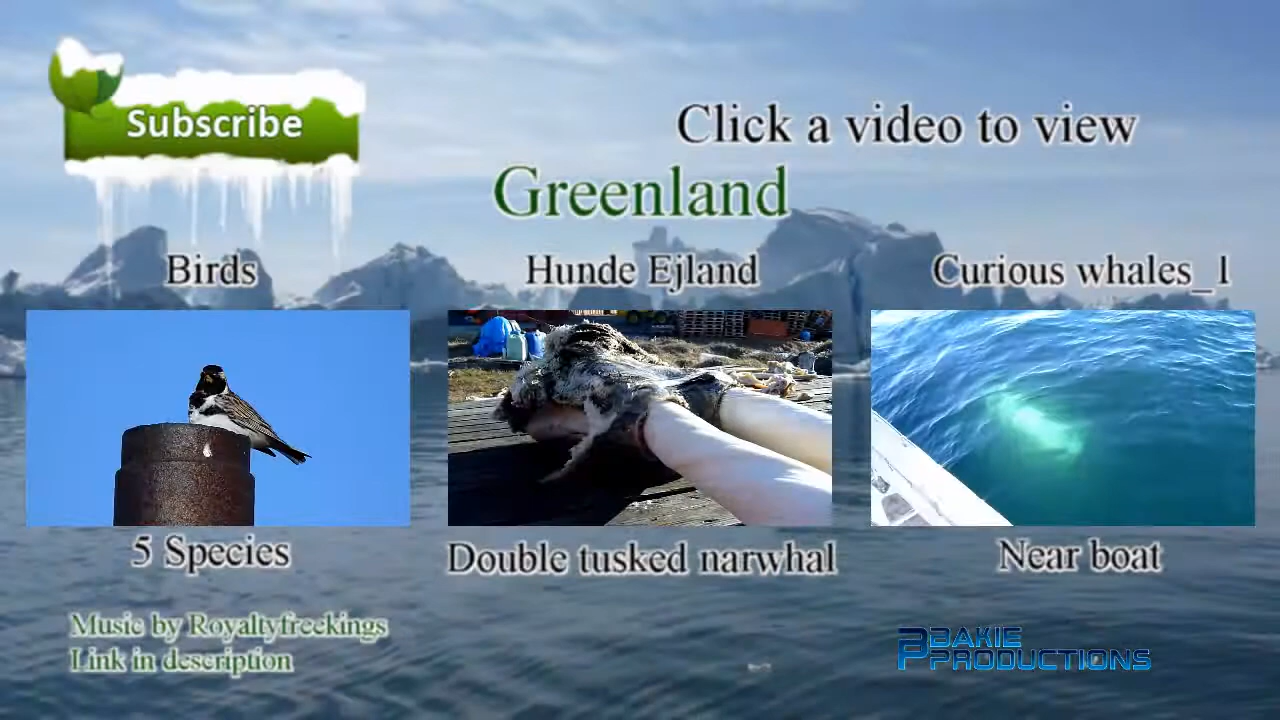 Subscribe
Click a video to view
Greenland
Birds
Hunde Ejland
Curious whales_1
5 Species
Double tusked narwhal
Near boat
Music by Royaltyfreekings
Link in description
PBAKIE
PRODUCTIONS